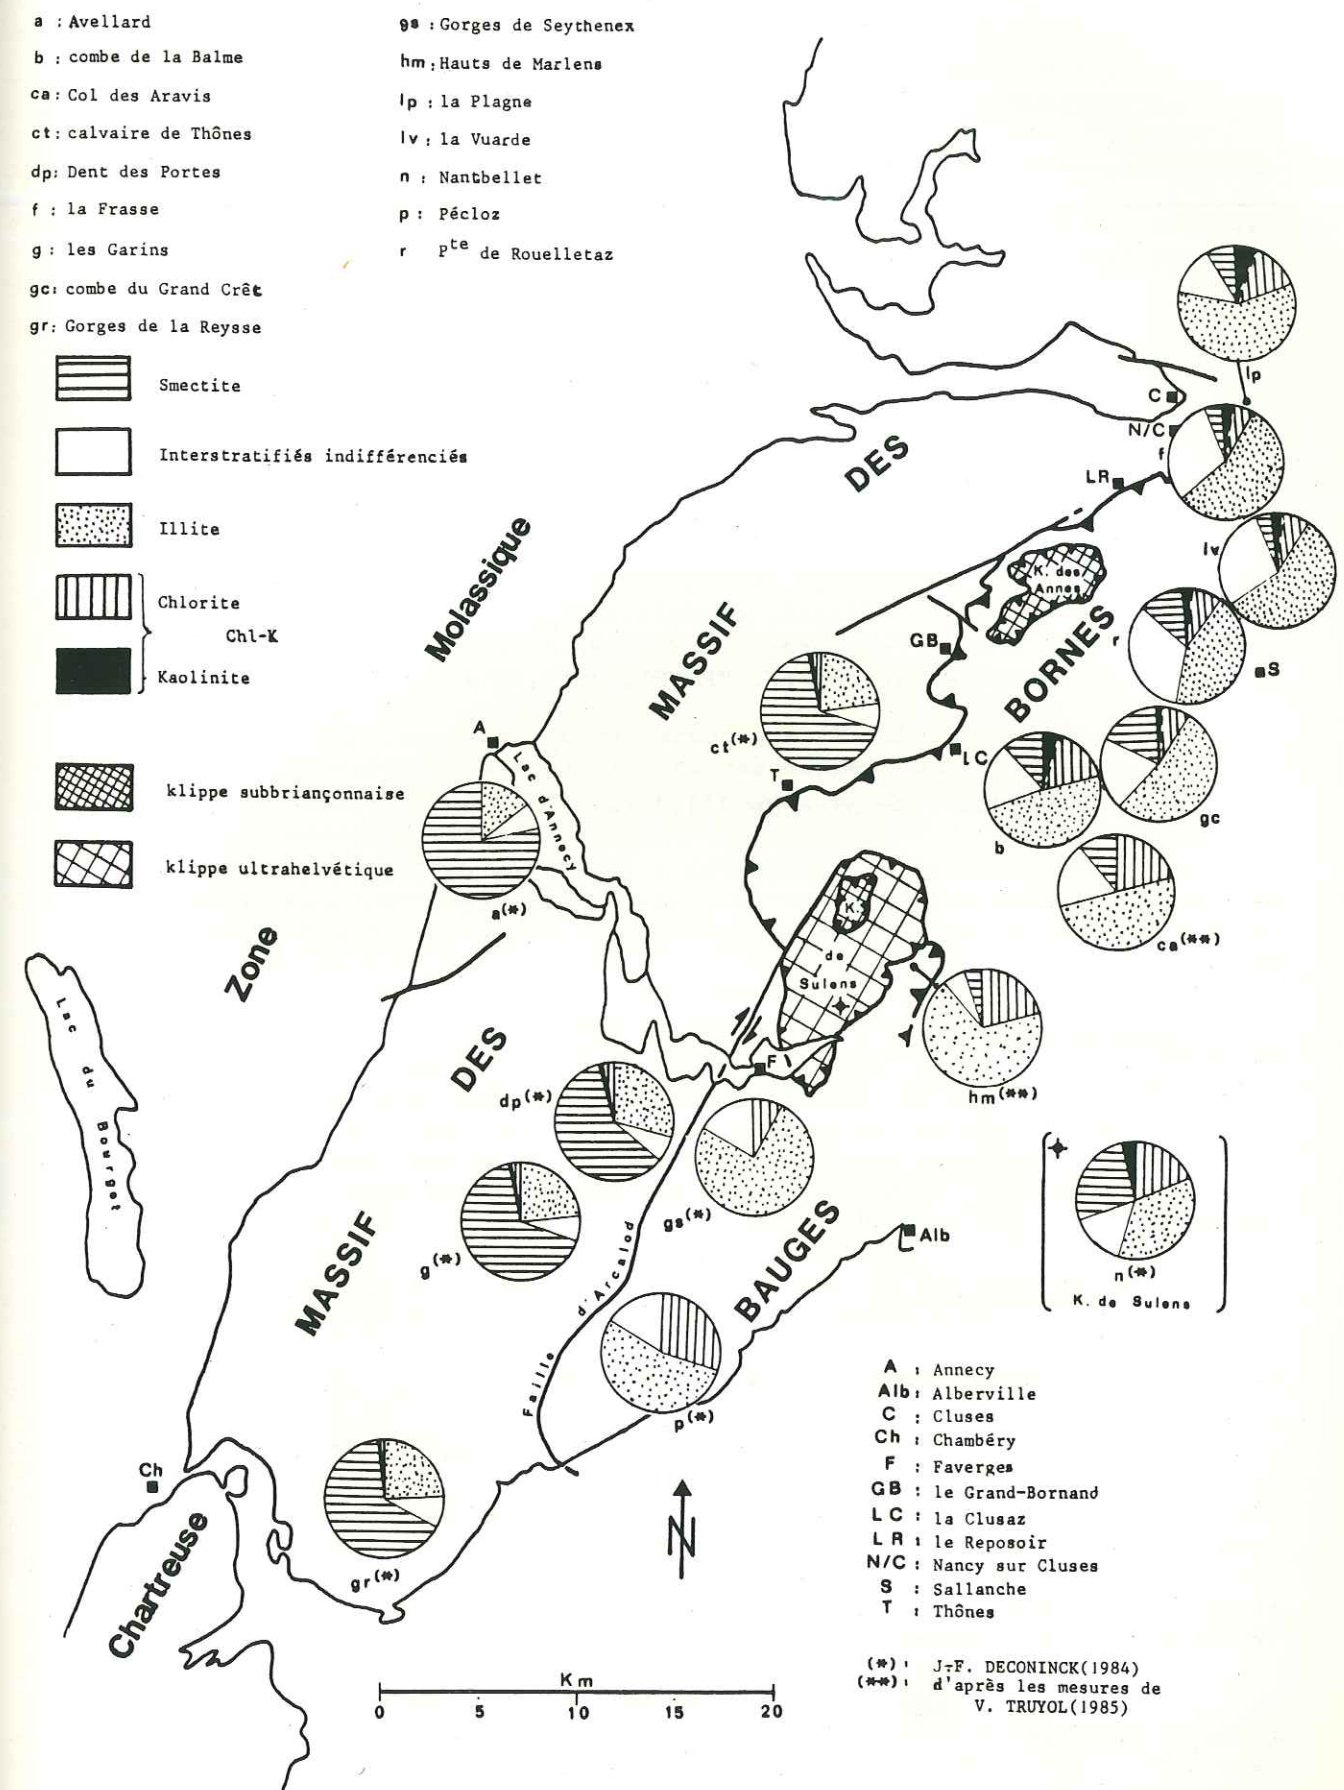 a : Avellard
b : combe de la Balme
ca : Col des Aravis
ct : calvaire de Thônes
dp : Dent des Portes
f : la Frasse
g : les Garins
gc : combe du Grand Crêt
gr : Gorges de la Reysse
gs : Gorges de Seythenex
hm : Hauts de Marlens
lp : la Plagne
lv : la Vuarde
n : Nantbellet
p : Pécloz
r Pte de Rouelletaz
Smectite
Interstratifiés indifférenciés
Illite
Chlorite
Chl-K
Kaolinite
klippe subbriançonnaise
klippe ultrahelvétique
lp
C
N/C
f
LR
lv
K. des
Annes
r
S
GB
MASSIF
DES
BORNES
Zone
Molassique
ct(*)
T
LC
b
gc
ca(**)
A
Lac d'Annecy
a(*)
K.
de
Sulens
hm(**)
F
Lac du Bourget
MASSIF
DES
BAUGES
dp(*)
g(*)
gs(*)
Faille d'Arcalod
p(*)
Alb
n(*)
K. de Sulens
Ch
Chartreuse
gr(*)
N
A : Annecy
Alb : Alberville
C : Cluses
Ch : Chambéry
F : Faverges
GB : le Grand-Bornand
LC : la Clusaz
LR : le Reposoir
N/C : Nancy sur Cluses
S : Sallanche
T : Thônes
(*) : J-F. DECONINCK(1984)
(**) : d'après les mesures de
V. TRUYOL(1985)
Km
0 5 10 15 20